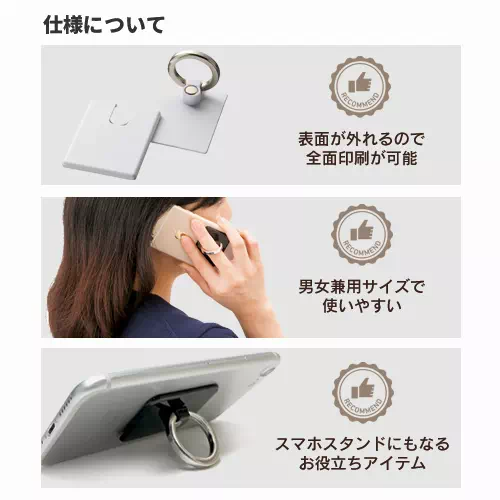 仕様について
RECOMMEND
表面が外れるので
全面印刷が可能
RECOMMEND
男女兼用サイズで
使いやすい
RECOMMEND
スマホスタンドにもなる
お役立ちアイテム